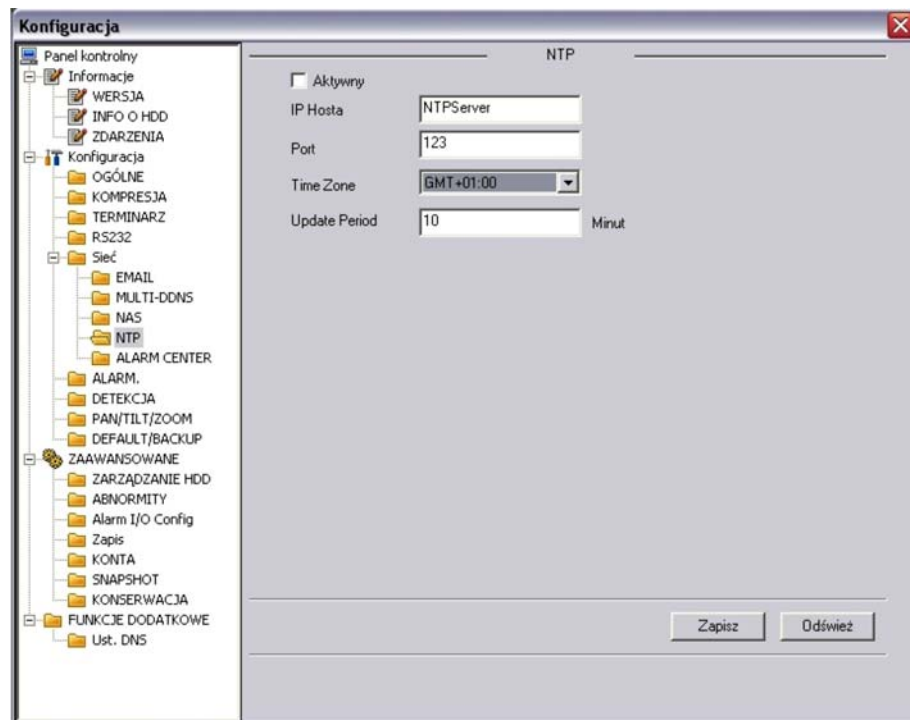 Konfiguracja
Panel kontrolny
Informacje
WERSJA
INFO O HDD
ZDARZENIA
Konfiguracja
OGÓLNE
KOMPRESJA
TERMINARZ
RS232
Sieć
EMAIL
MULTI-DDNS
NAS
NTP
ALARM CENTER
ALARM.
DETEKCJA
PAN/TILT/ZOOM
DEFAULT/BACKUP
ZAAWANSOWANE
ZARZĄDZANIE HDD
ABNORMITY
Alarm I/O Config
Zapis
KONTA
SNAPSHOT
KONSERWACJA
FUNKCJE DODATKOWE
Ust. DNS
NTP
Aktywny
IP Hosta NTPServer
Port 123
Time Zone GMT+01:00
Update Period 10 Minut
Zapisz Odśwież